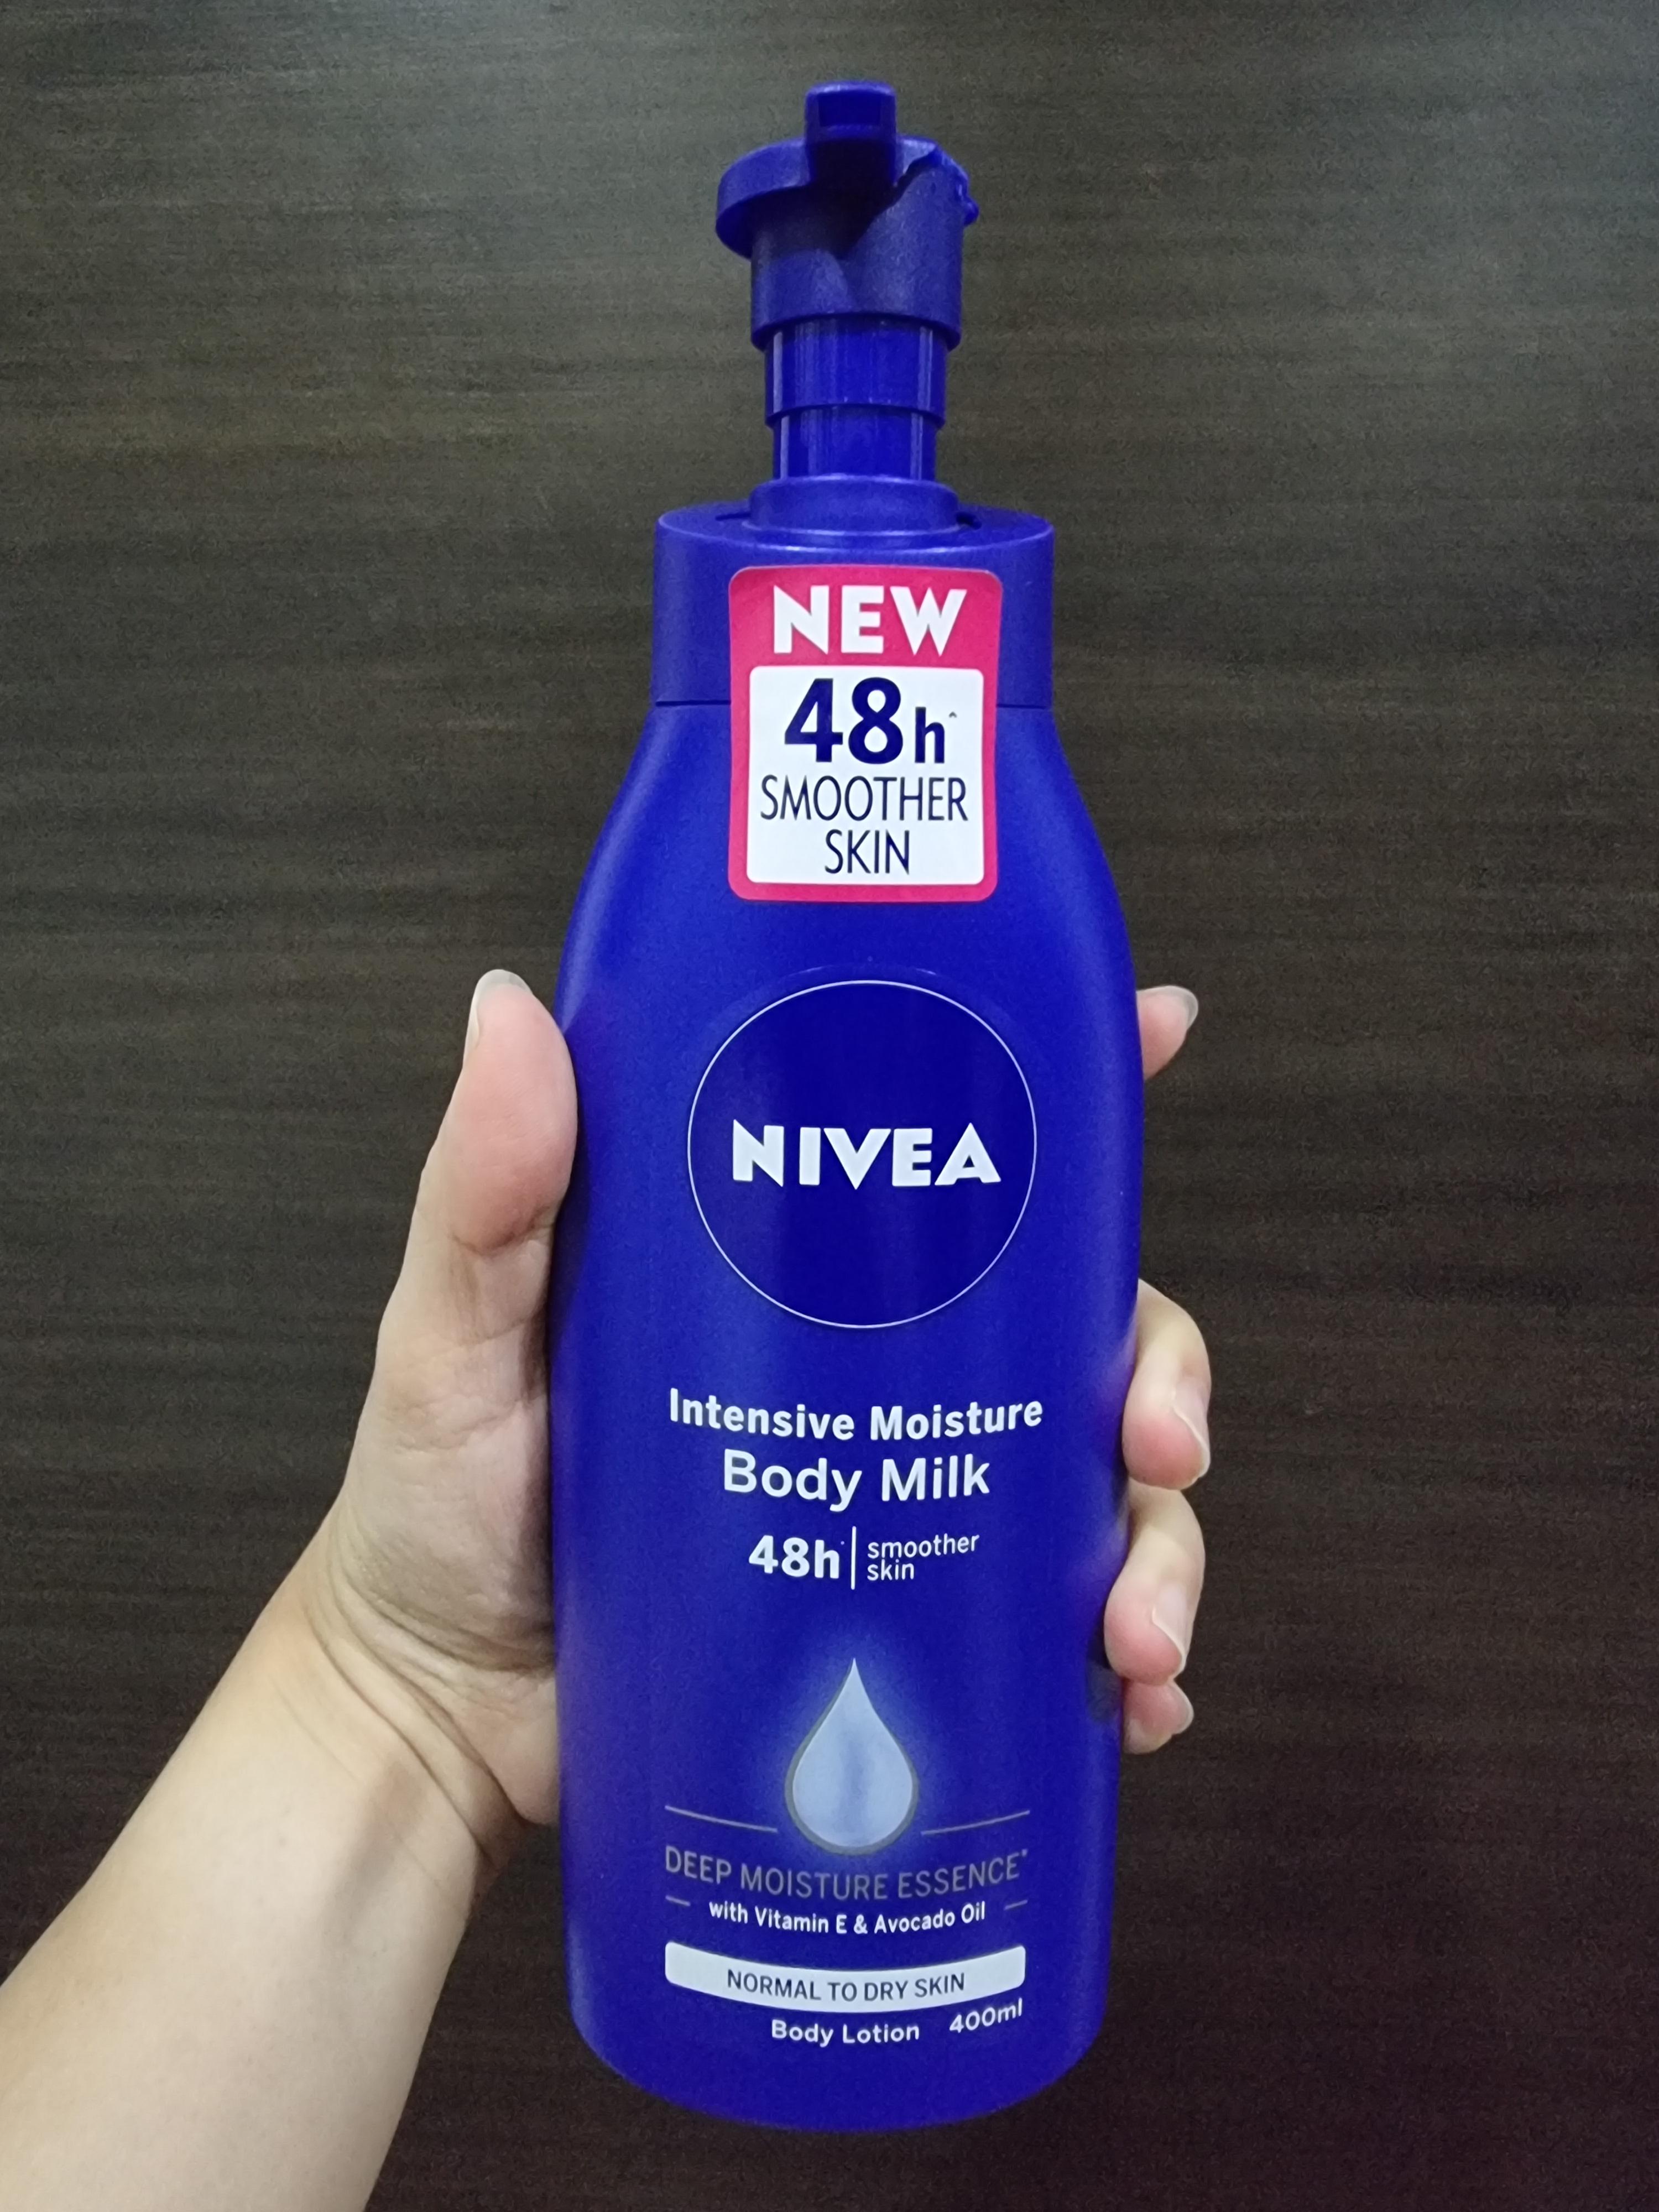 NEW
48h^
SMOOTHER
SKIN
NIVEA
Intensive Moisture
Body Milk
48h* smoother
skin
DEEP MOISTURE ESSENCE*
with Vitamin E & Avocado Oil
NORMAL TO DRY SKIN
Body Lotion 400ml